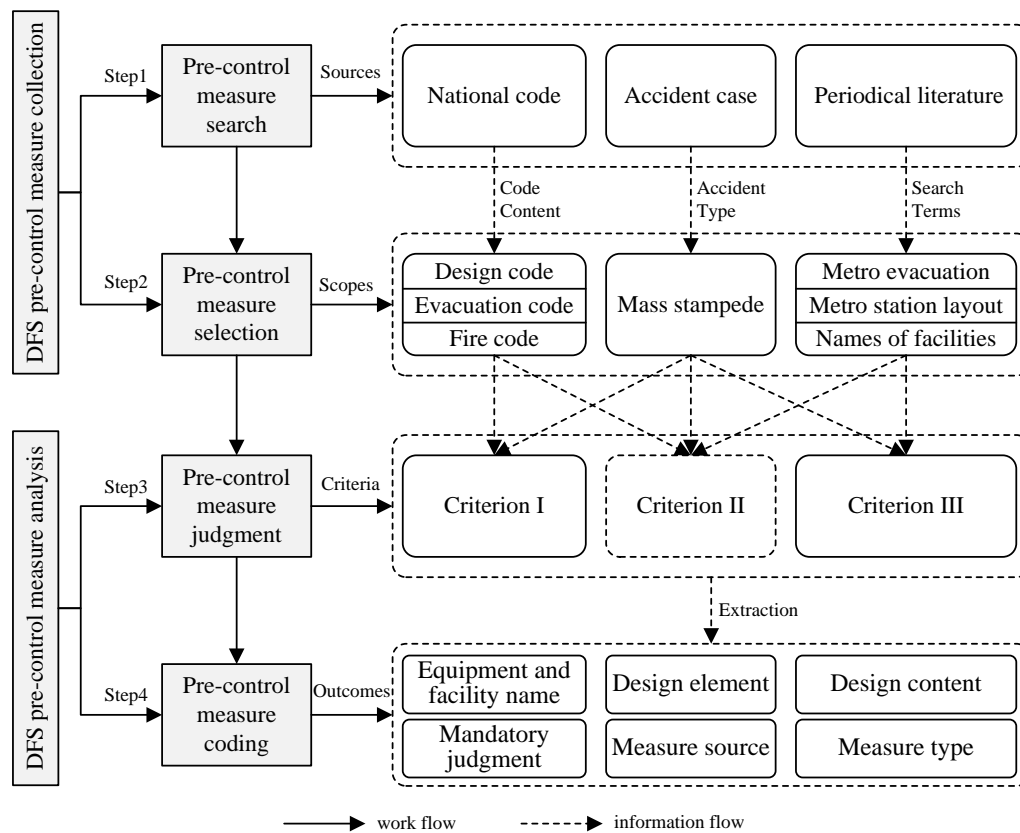 DFS pre-control measure collection
Step1
Pre-control
measure
search
Sources
National code
Accident case
Periodical literature
Code
Content
Accident
Type
Search
Terms
Step2
Pre-control
measure
selection
Scopes
Design code
Evacuation code
Fire code
Mass stampede
Metro evacuation
Metro station layout
Names of facilities
DFS pre-control measure analysis
Step3
Pre-control
measure
judgment
Criteria
Criterion I
Criterion II
Criterion III
Extraction
Step4
Pre-control
measure
coding
Outcomes
Equipment and
facility name
Design element
Design content
Mandatory
judgment
Measure source
Measure type
work flow
information flow